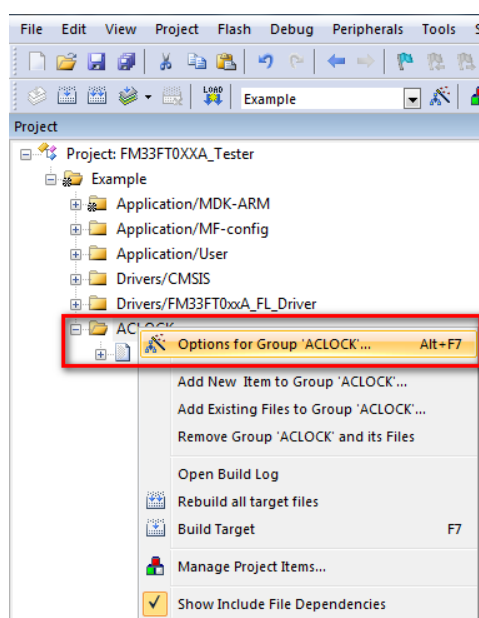 File Edit View Project Flash Debug Peripherals Tools
LOAD
Example
Project
Project: FM33FT0XXA_Tester
Example
Application/MDK-ARM
Application/MF-config
Application/User
Drivers/CMSIS
Drivers/FM33FT0xxA_FL_Driver
ACLOCK
Options for Group 'ACLOCK'... Alt+F7
Add New Item to Group 'ACLOCK'...
Add Existing Files to Group 'ACLOCK'...
Remove Group 'ACLOCK' and its Files
Open Build Log
Rebuild all target files
Build Target F7
Manage Project Items...
Show Include File Dependencies